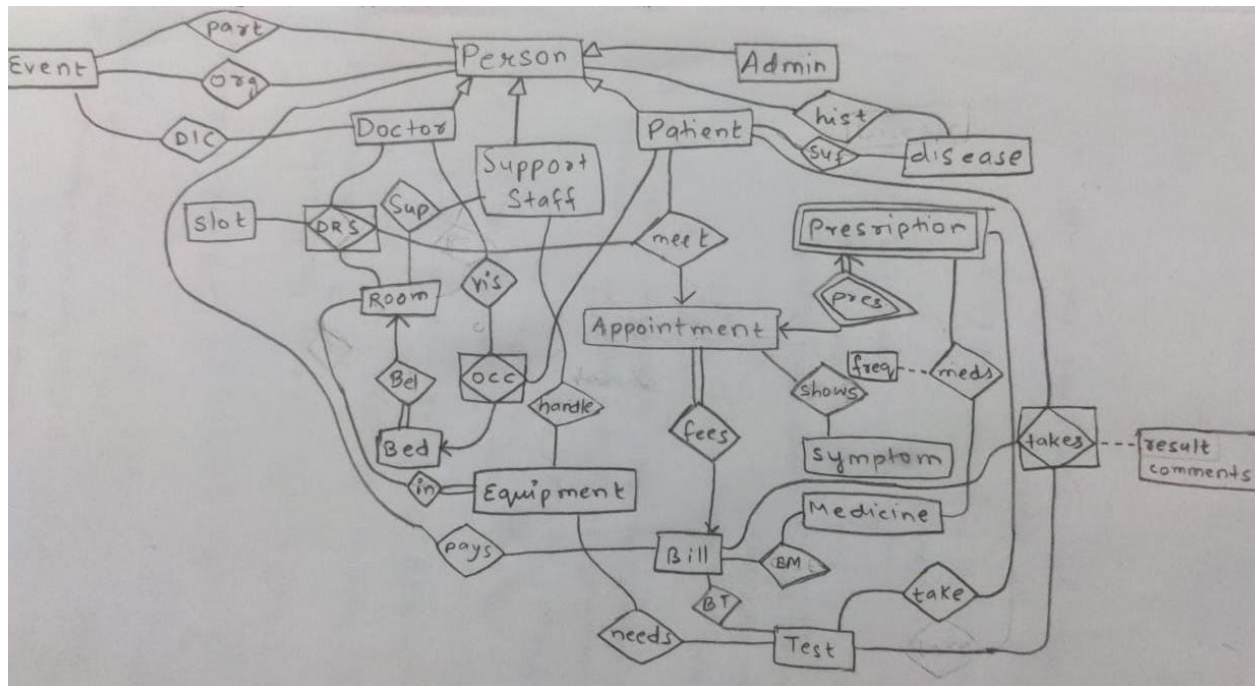 part
Event
Person
Admin
Org
hist
DIC
Doctor
Patient
suf
disease
Support
Staff
Sup
slot
DRS
meet
Presription
Room
vis
pres
Appointment
freq
meds
Bel
OCC
shows
handle
fees
takes
result
comments
Bed
symptom
in
Equipment
Medicine
pays
Bill
BM
BT
take
needs
Test